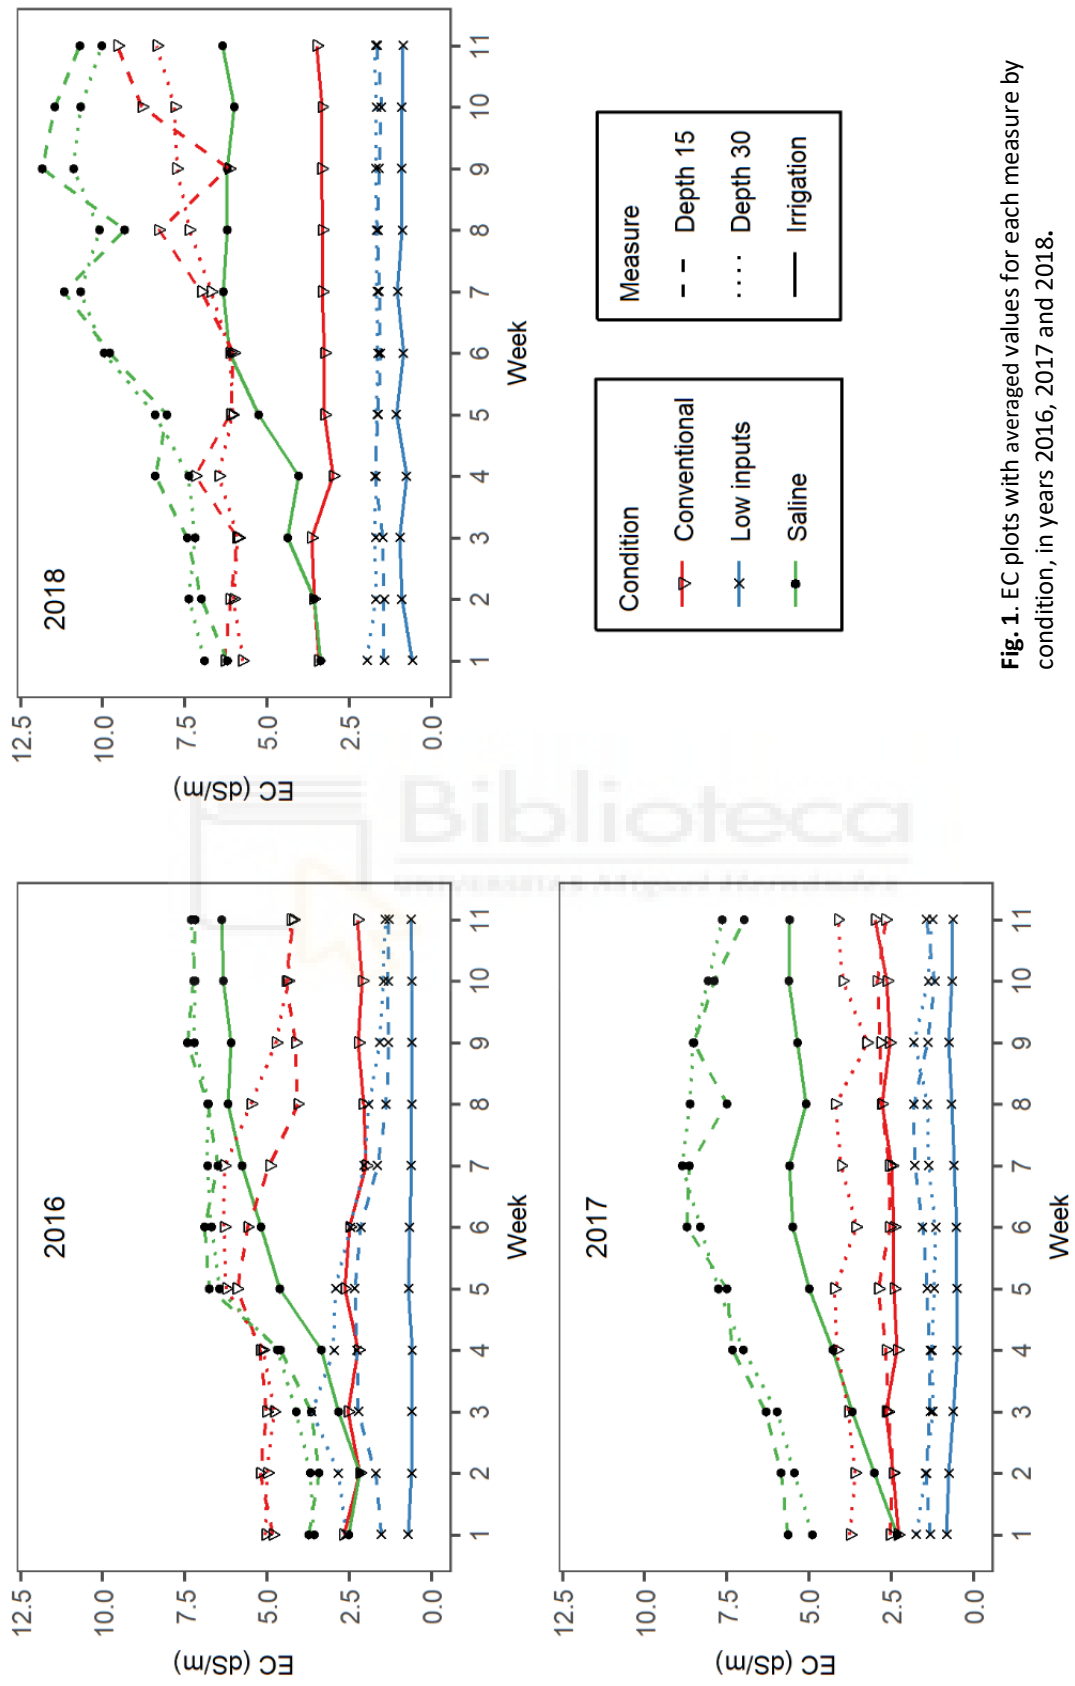 2016
EC (dS/m)
12.5
10.0
7.5
5.0
2.5
0.0
1 2 3 4 5 6 7 8 9 10 11
Week
2018
EC (dS/m)
12.5
10.0
7.5
5.0
2.5
0.0
1 2 3 4 5 6 7 8 9 10 11
Week
2017
EC (dS/m)
12.5
10.0
7.5
5.0
2.5
0.0
1 2 3 4 5 6 7 8 9 10 11
Week
Condition
Conventional
Low inputs
Saline
Measure
Depth 15
Depth 30
Irrigation
Fig. 1. EC plots with averaged values for each measure by
condition, in years 2016, 2017 and 2018.
Biblioteca
UNIVERSITAS Miguel Hernández